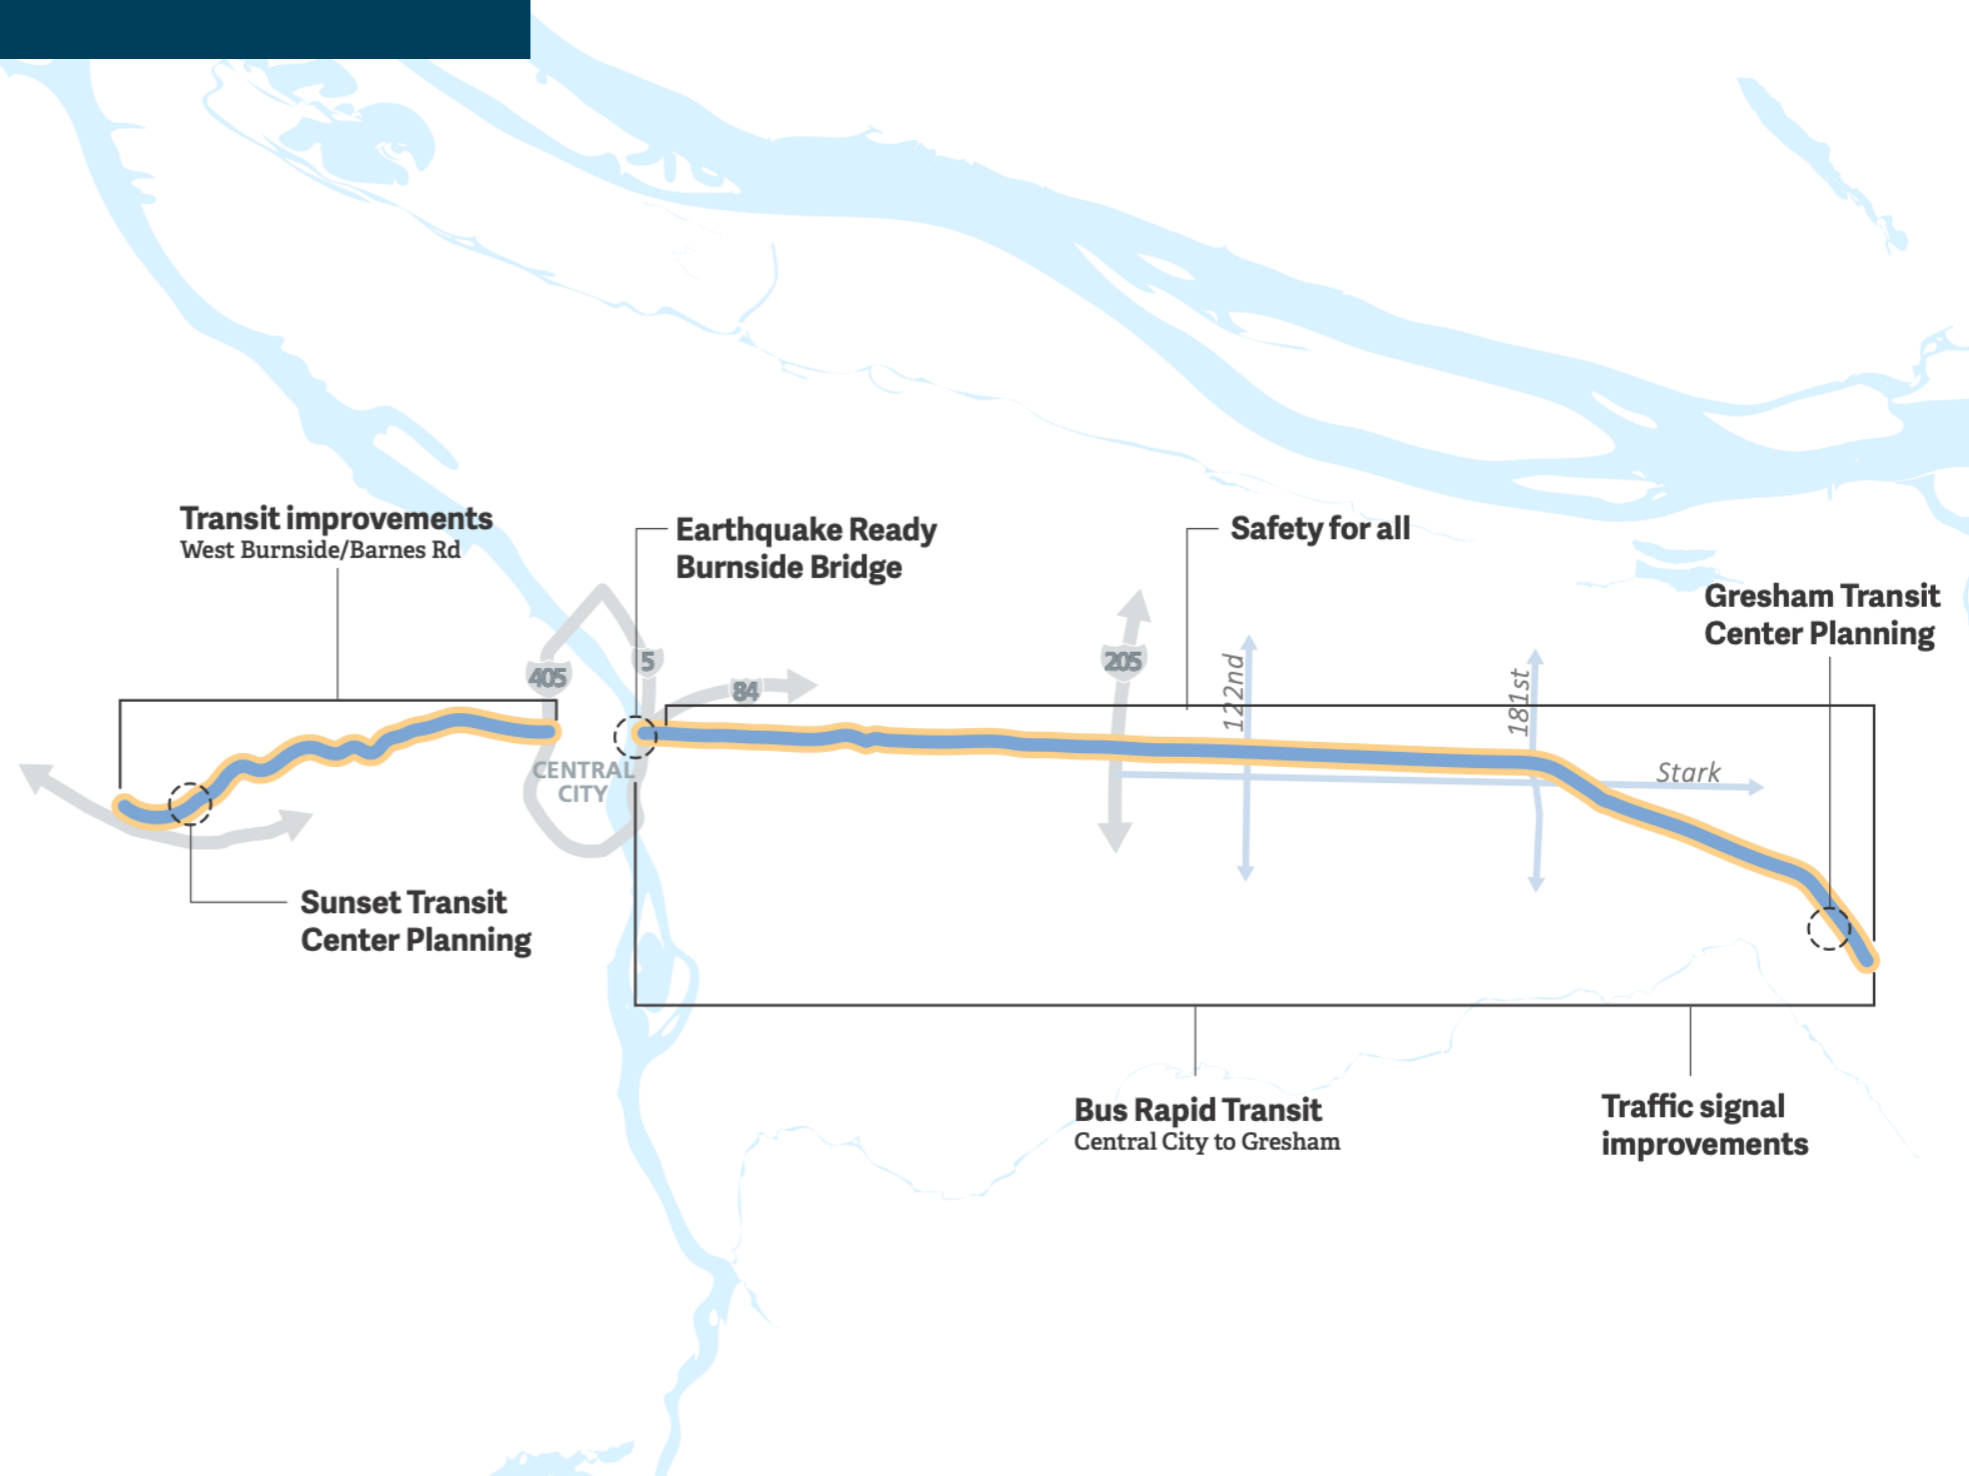 Transit improvements
West Burnside/Barnes Rd
Earthquake Ready
Burnside Bridge
Safety for all
Gresham Transit
Center Planning
405
5
84
205
122nd
181st
Stark
CENTRAL
CITY
Sunset Transit
Center Planning
Bus Rapid Transit
Central City to Gresham
Traffic signal
improvements